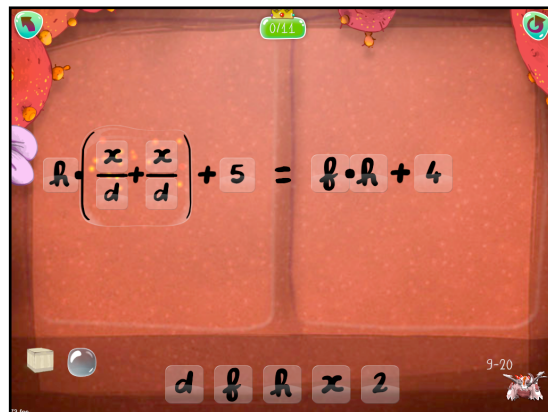 0/11
h·(x/d+x/d)+5 = f·h+4
9-20
d f h x 2